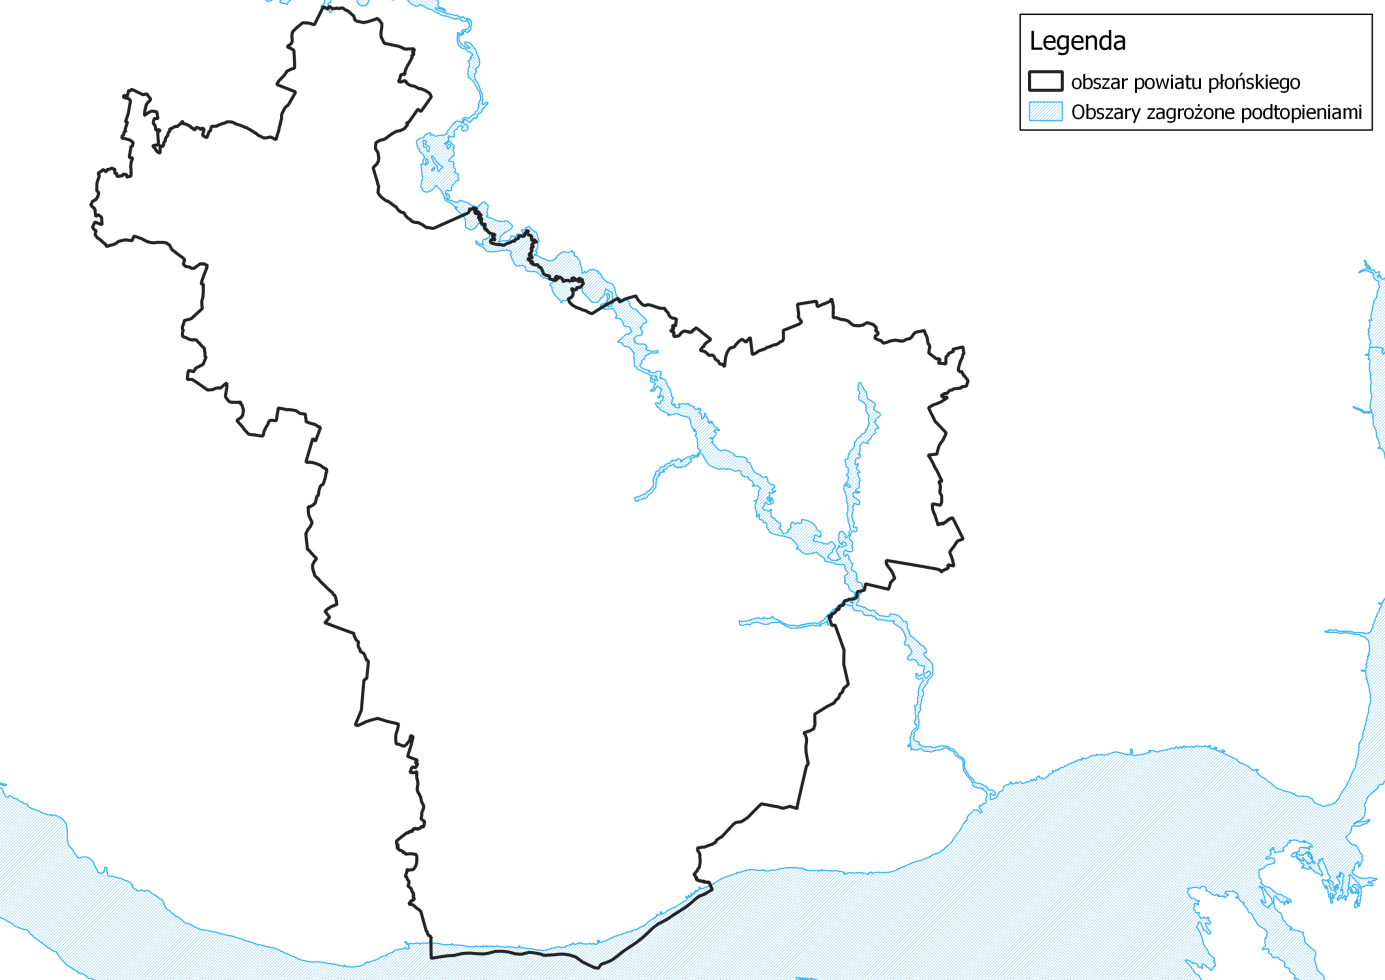 Legenda
obszar powiatu płońskiego
Obszary zagrożone podtopieniami